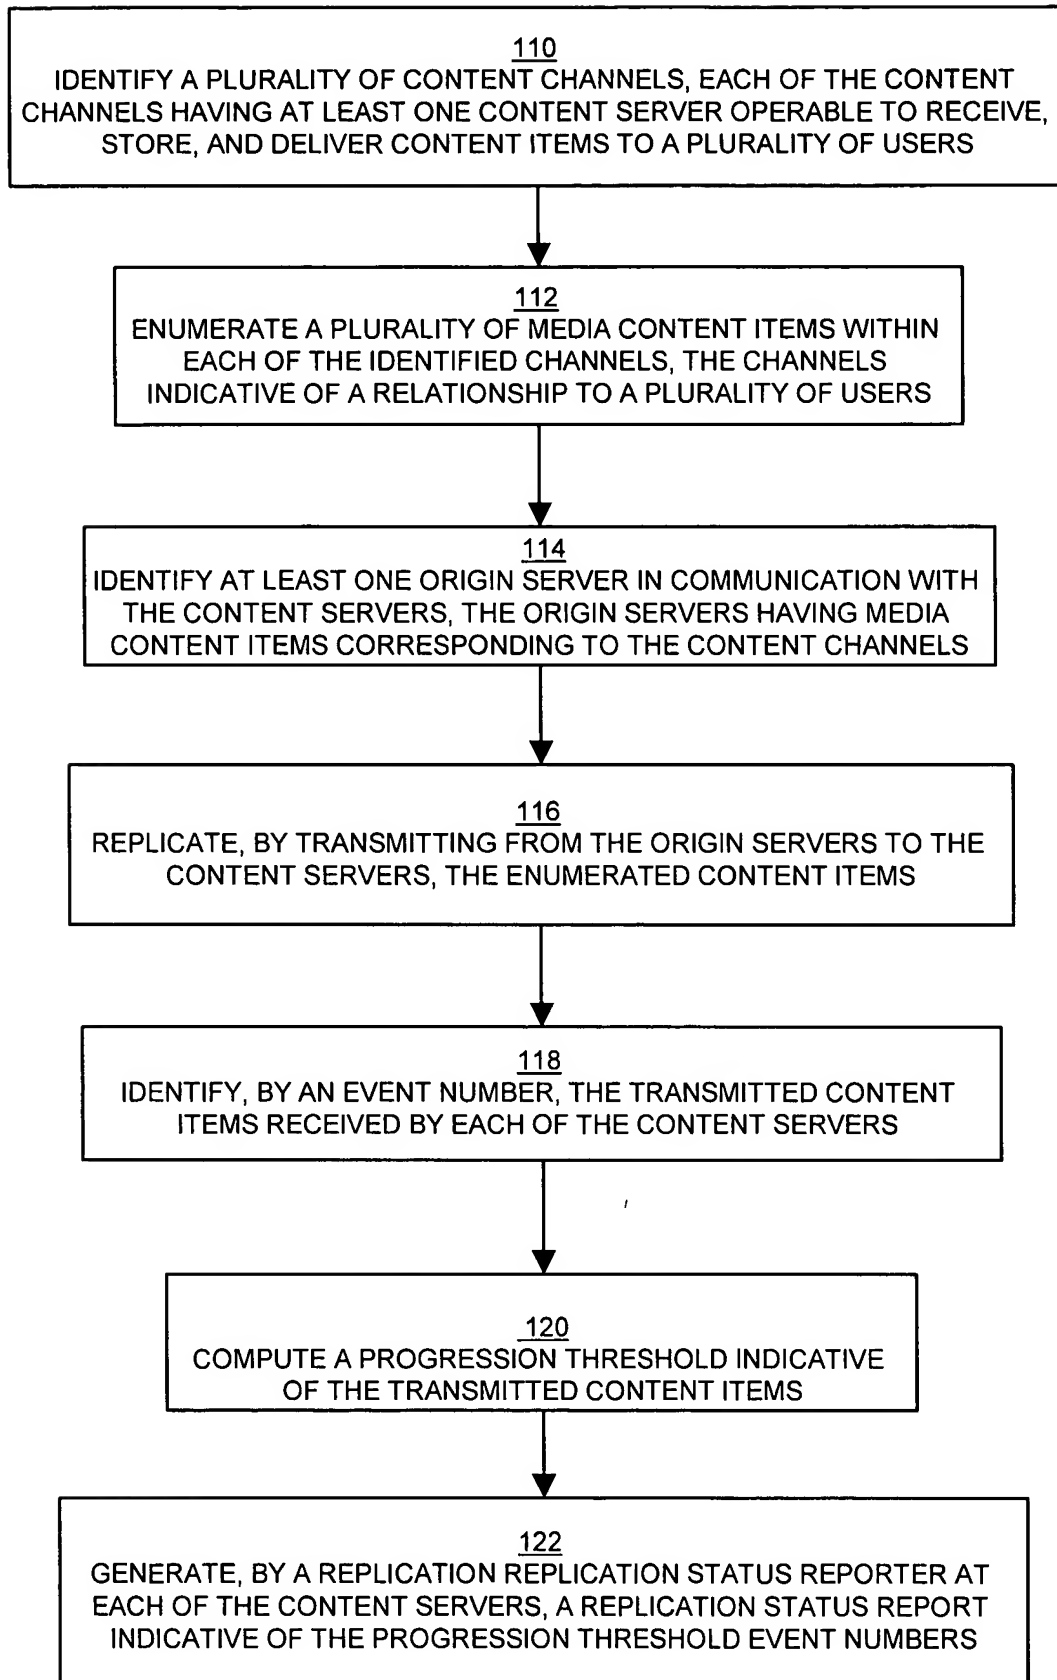 110
IDENTIFY A PLURALITY OF CONTENT CHANNELS, EACH OF THE CONTENT
CHANNELS HAVING AT LEAST ONE CONTENT SERVER OPERABLE TO RECEIVE,
STORE, AND DELIVER CONTENT ITEMS TO A PLURALITY OF USERS
112
ENUMERATE A PLURALITY OF MEDIA CONTENT ITEMS WITHIN
EACH OF THE IDENTIFIED CHANNELS, THE CHANNELS
INDICATIVE OF A RELATIONSHIP TO A PLURALITY OF USERS
114
IDENTIFY AT LEAST ONE ORIGIN SERVER IN COMMUNICATION WITH
THE CONTENT SERVERS, THE ORIGIN SERVERS HAVING MEDIA
CONTENT ITEMS CORRESPONDING TO THE CONTENT CHANNELS
116
REPLICATE, BY TRANSMITTING FROM THE ORIGIN SERVERS TO THE
CONTENT SERVERS, THE ENUMERATED CONTENT ITEMS
118
IDENTIFY, BY AN EVENT NUMBER, THE TRANSMITTED CONTENT
ITEMS RECEIVED BY EACH OF THE CONTENT SERVERS
120
COMPUTE A PROGRESSION THRESHOLD INDICATIVE
OF THE TRANSMITTED CONTENT ITEMS
122
GENERATE, BY A REPLICATION REPLICATION STATUS REPORTER AT
EACH OF THE CONTENT SERVERS, A REPLICATION STATUS REPORT
INDICATIVE OF THE PROGRESSION THRESHOLD EVENT NUMBERS